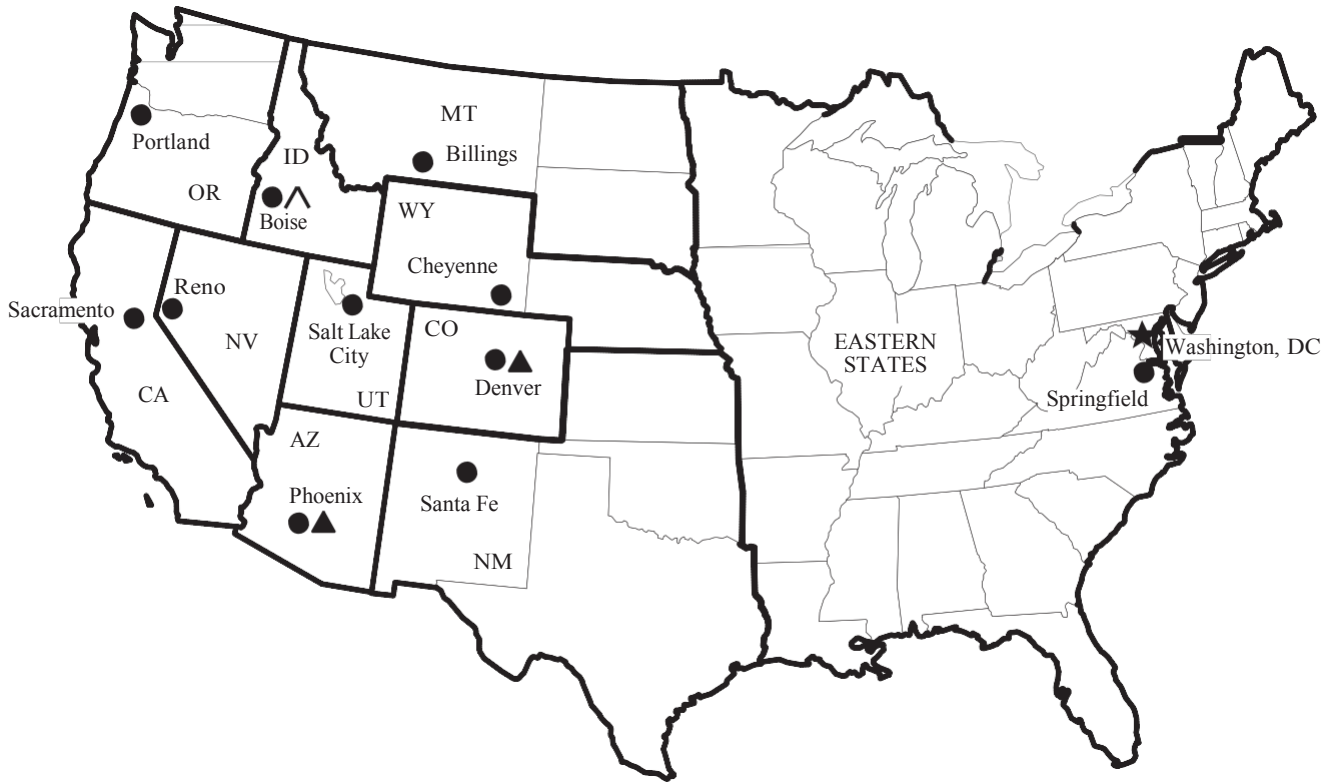 MT
Portland
ID
Billings
OR
Boise
WY
Cheyenne
Reno
Sacramento
NV
Salt Lake
City
UT
CO
Denver
EASTERN
STATES
Washington, DC
Springfield
CA
AZ
Phoenix
Santa Fe
NM